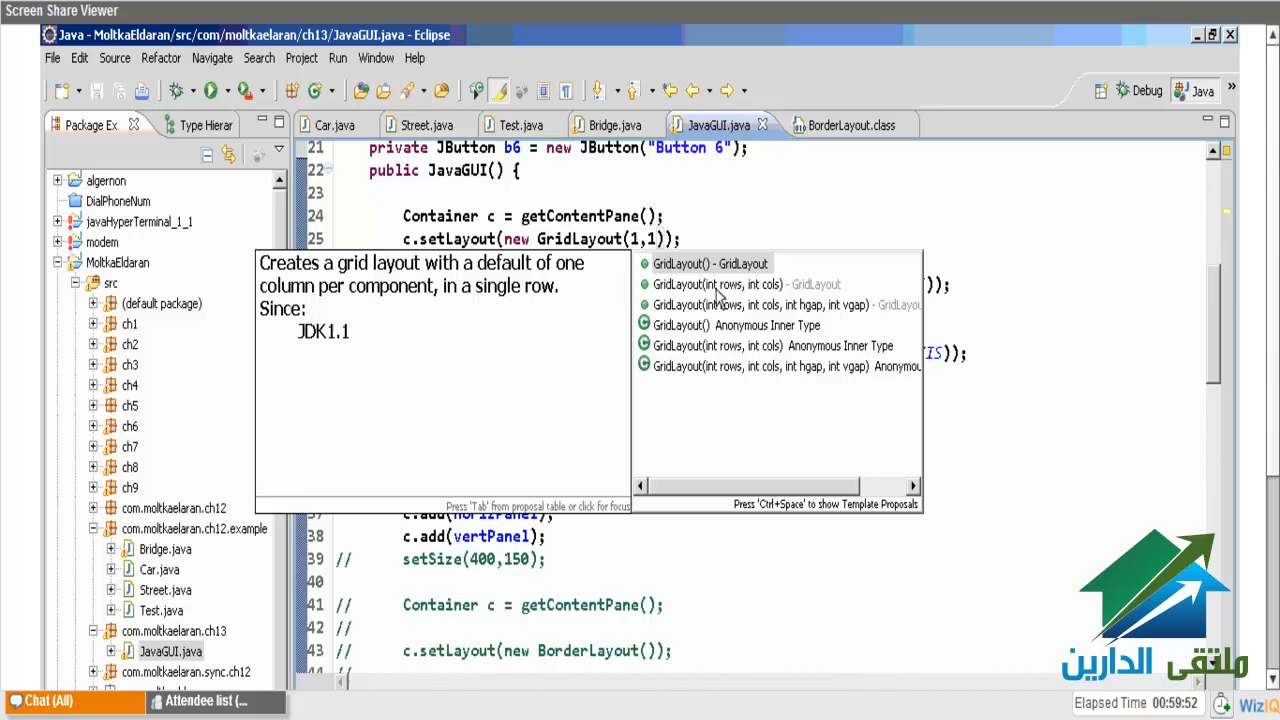 Screen Share Viewer
Java - MoltkaEldaran/src/com/moltkaelaran/ch13/JavaGUI.java - Eclipse
File Edit Source Refactor Navigate Search Project Run Window Help
Debug Java »
Package Ex Type Hierar Car.java Street.java Test.java Bridge.java JavaGUI.java BorderLayout.class
algernon
DialPhoneNum
javaHyperTerminal_1_1
modem
MoltkaEldaran
src
(default package)
ch1
ch2
ch3
ch4
ch5
ch6
ch7
ch8
ch9
com.moltkaelaran.ch12
com.moltkaelaran.ch12.example
Bridge.java
Car.java
Street.java
Test.java
com.moltkaelaran.ch13
JavaGUI.java
com.moltkaelaran.sync.ch12
21 private JButton b6 = new JButton("Button 6");
22 public JavaGUI() {
23
24 Container c = getContentPane();
25 c.setLayout(new GridLayout(1,1));
));
IS));
Creates a grid layout with a default of one
column per component, in a single row.
Since:
JDK1.1
Press 'Tab' from proposal table or click for focus
GridLayout() - GridLayout
GridLayout(int rows, int cols) - GridLayout
GridLayout(int rows, int cols, int hgap, int vgap) - GridLayou
GridLayout() Anonymous Inner Type
GridLayout(int rows, int cols) Anonymous Inner Type
GridLayout(int rows, int cols, int hgap, int vgap) Anonymou
Press 'Ctrl+Space' to show Template Proposals
37 c.add(horizPanel);
38 c.add(vertPanel);
39 // setSize(400,150);
40
41 // Container c = getContentPane();
42 //
43 // c.setLayout(new BorderLayout());
44 //
ملتقى الدارين
Chat (All) Attendee list (...
Elapsed Time 00:59:52 WizIQ